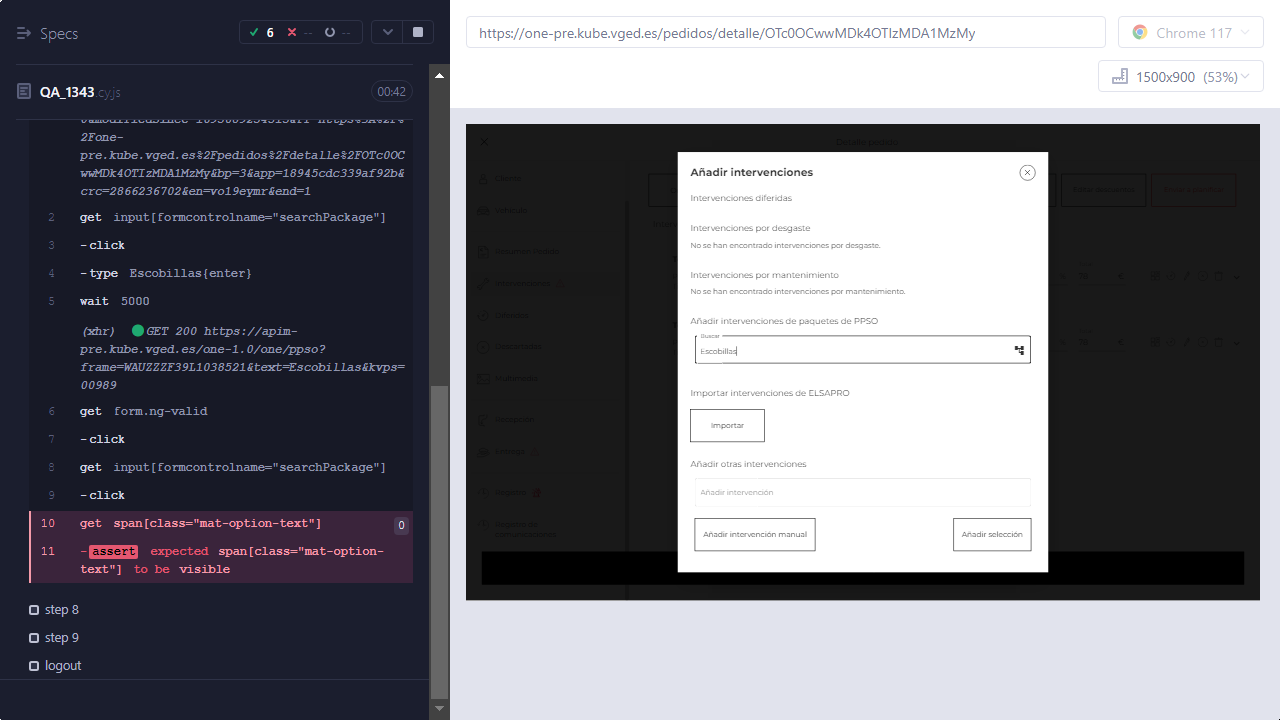 Specs
6
--
--
QA_1343.cy.js
00:42
2Fone-
pre.kube.vged.es%2Fpedidos%2Fdetalle%2FOTc0OC
wwMDk4OTIzMDA1MzMy&bp=3&app=18945c3c339af92b&
crc=2866236702&en=vo19eymr&end=1
2 get input[formcontrolname="searchPackage"]
3 -click
4 -type Escobillas{enter}
5 wait 5000
(xhr) GET 200 https://apim-
pre.kube.vged.es/one-1.0/one/ppso?
frame=WAUZZZF39L1038521&text=Escobillas&kvps=
00989
6 get form.ng-valid
7 -click
8 get input[formcontrolname="searchPackage"]
9 -click
10 get span[class="mat-option-text"]
0
11 -assert expected span[class="mat-option-
text"] to be visible
step 8
step 9
logout
https://one-pre.kube.vged.es/pedidos/detalle/OTc0OCwwMDk4OTIzMDA1MzMy
Chrome 117
1500x900 (53%)
Añadir intervenciones
Intervenciones diferidas
Intervenciones por desgaste
No se han encontrado intervenciones por desgaste.
Intervenciones por mantenimiento
No se han encontrado intervenciones por mantenimiento.
Añadir intervenciones de paquetes de PPSO
Buscar
Escobillas
Importar intervenciones de ELSAPRO
Importar
Añadir otras intervenciones
Añadir intervención
Añadir intervención manual
Añadir selección